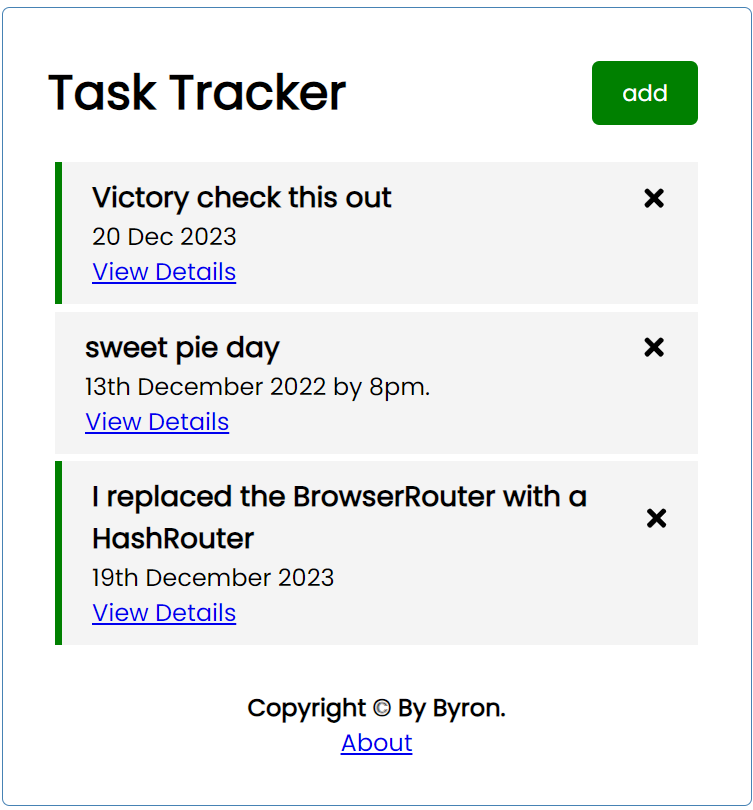 Task Tracker
add
Victory check this out
20 Dec 2023
View Details
sweet pie day
13th December 2022 by 8pm.
View Details
I replaced the BrowserRouter with a
HashRouter
19th December 2023
View Details
Copyright © By Byron.
About